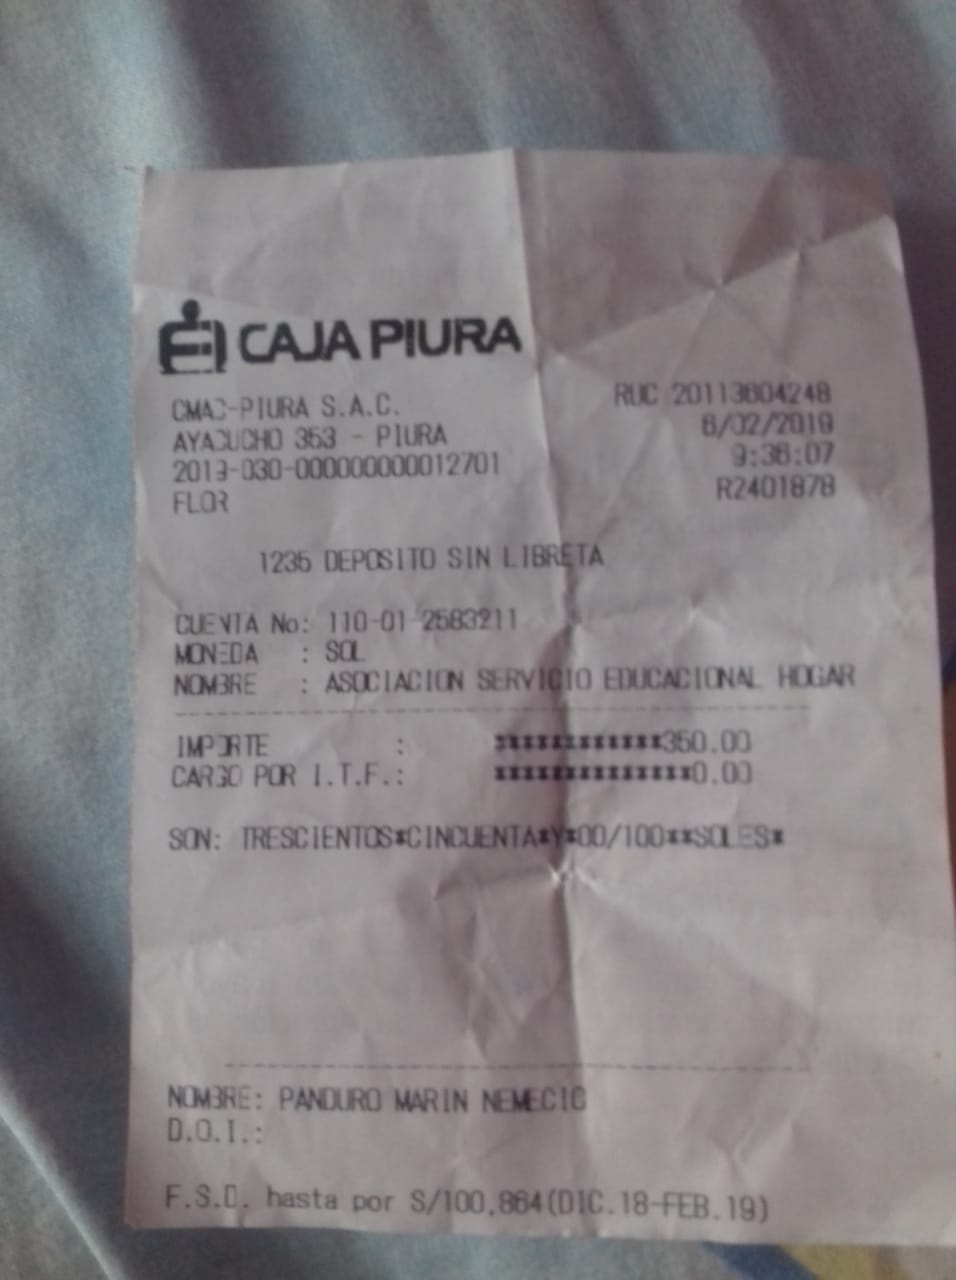 CAJA PIURA
CMAC-PIURA S.A.C. RUC 20113604248
AYACUCHO 353 - PIURA 6/02/2019
2019-030-000000000012701 9:36:07
FLOR R2401878
1235 DEPOSITO SIN LIBRETA
CUENTA No: 110-01-2583211
MONEDA : SOL
NOMBRE : ASOCIACION SERVICIO EDUCACIONAL HOGAR
IMPORTE : ************350.00
CARGO POR I.T.F.: **************0.00
SON: TRESCIENTOS*CINCUENTA*Y*00/100**SOLES*
NOMBRE: PANDURO MARIN NEMECIO
D.O.I.:
F.S.D. hasta por S/100,864(DIC.18-FEB.19)